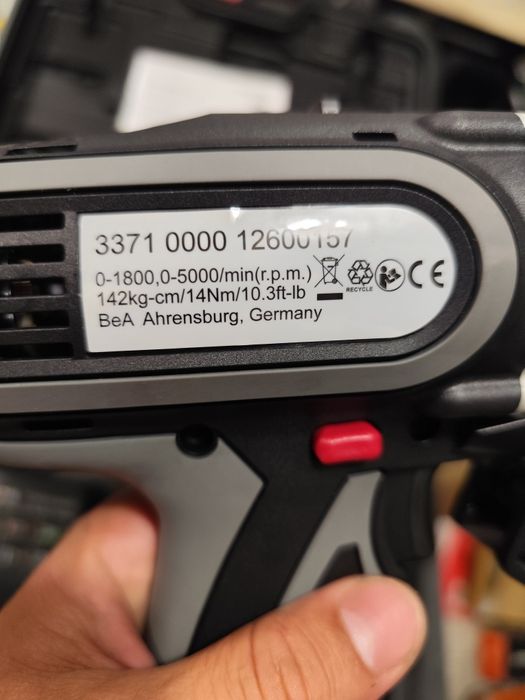 3371 0000 12600157
0-1800,0-5000/min(r.p.m.)
142kg-cm/14Nm/10.3ft-lb
RECYCLE
CE
BeA Ahrensburg, Germany